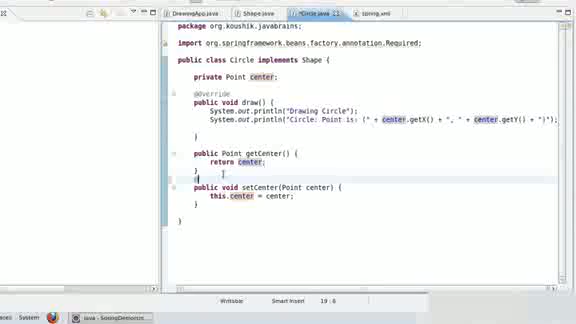 DrawingApp.java Shape.java *Circle.java spring.xml
package org.koushik.javabrains;
import org.springframework.beans.factory.annotation.Required;
public class Circle implements Shape {
private Point center;
@Override
public void draw() {
System.out.println("Drawing Circle");
System.out.println("Circle: Point is: (" + center.getX() + ", " + center.getY() + ")");
}
public Point getCenter() {
return center;
}
@
public void setCenter(Point center) {
this.center = center;
}
}
Writable Smart Insert 19 : 6
System java - SpringDemo/src